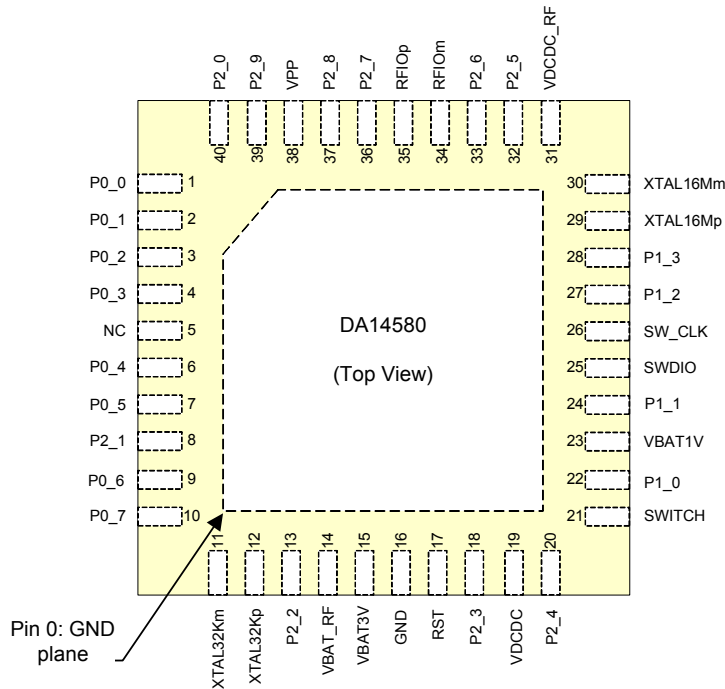 P2_0
P2_9
VPP
P2_8
P2_7
RFIOp
RFIOm
P2_6
P2_5
VDCDC_RF
40
39
38
37
36
35
34
33
32
31
P0_0 1
P0_1 2
P0_2 3
P0_3 4
NC 5
P0_4 6
P0_5 7
P2_1 8
P0_6 9
P0_7 10
DA14580
(Top View)
30 XTAL16Mm
29 XTAL16Mp
28 P1_3
27 P1_2
26 SW_CLK
25 SWDIO
24 P1_1
23 VBAT1V
22 P1_0
21 SWITCH
11
12
13
14
15
16
17
18
19
20
XTAL32Km
XTAL32Kp
P2_2
VBAT_RF
VBAT3V
GND
RST
P2_3
VDCDC
P2_4
Pin 0: GND
plane